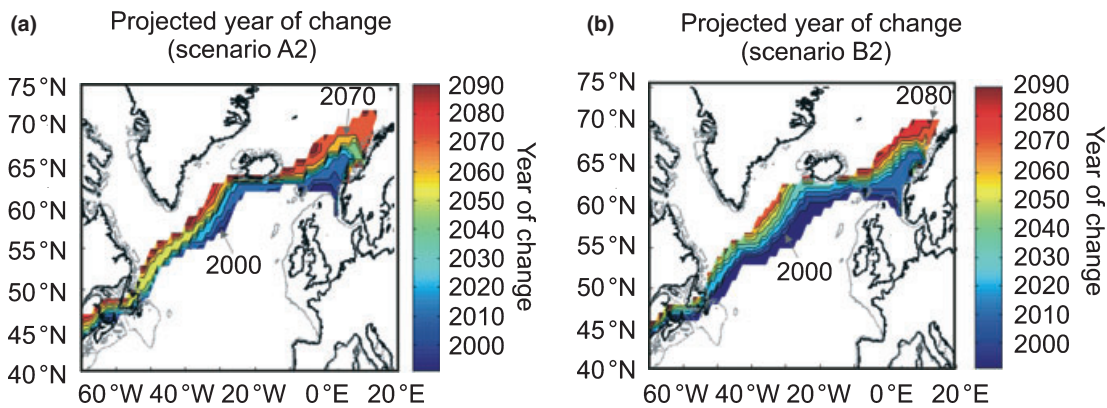 (a)
Projected year of change
(scenario A2)
75 °N
70 °N
65 °N
60 °N
55 °N
50 °N
45 °N
40 °N
60 °W 40 °W 20 °W 0 °E 20 °E
2070
2000
2090
2080
2070
2060
2050
2040
2030
2020
2010
2000
Year of change
(b)
Projected year of change
(scenario B2)
75 °N
70 °N
65 °N
60 °N
55 °N
50 °N
45 °N
40 °N
60 °W 40 °W 20 °W 0 °E 20 °E
2080
2000
2090
2080
2070
2060
2050
2040
2030
2020
2010
2000
Year of change